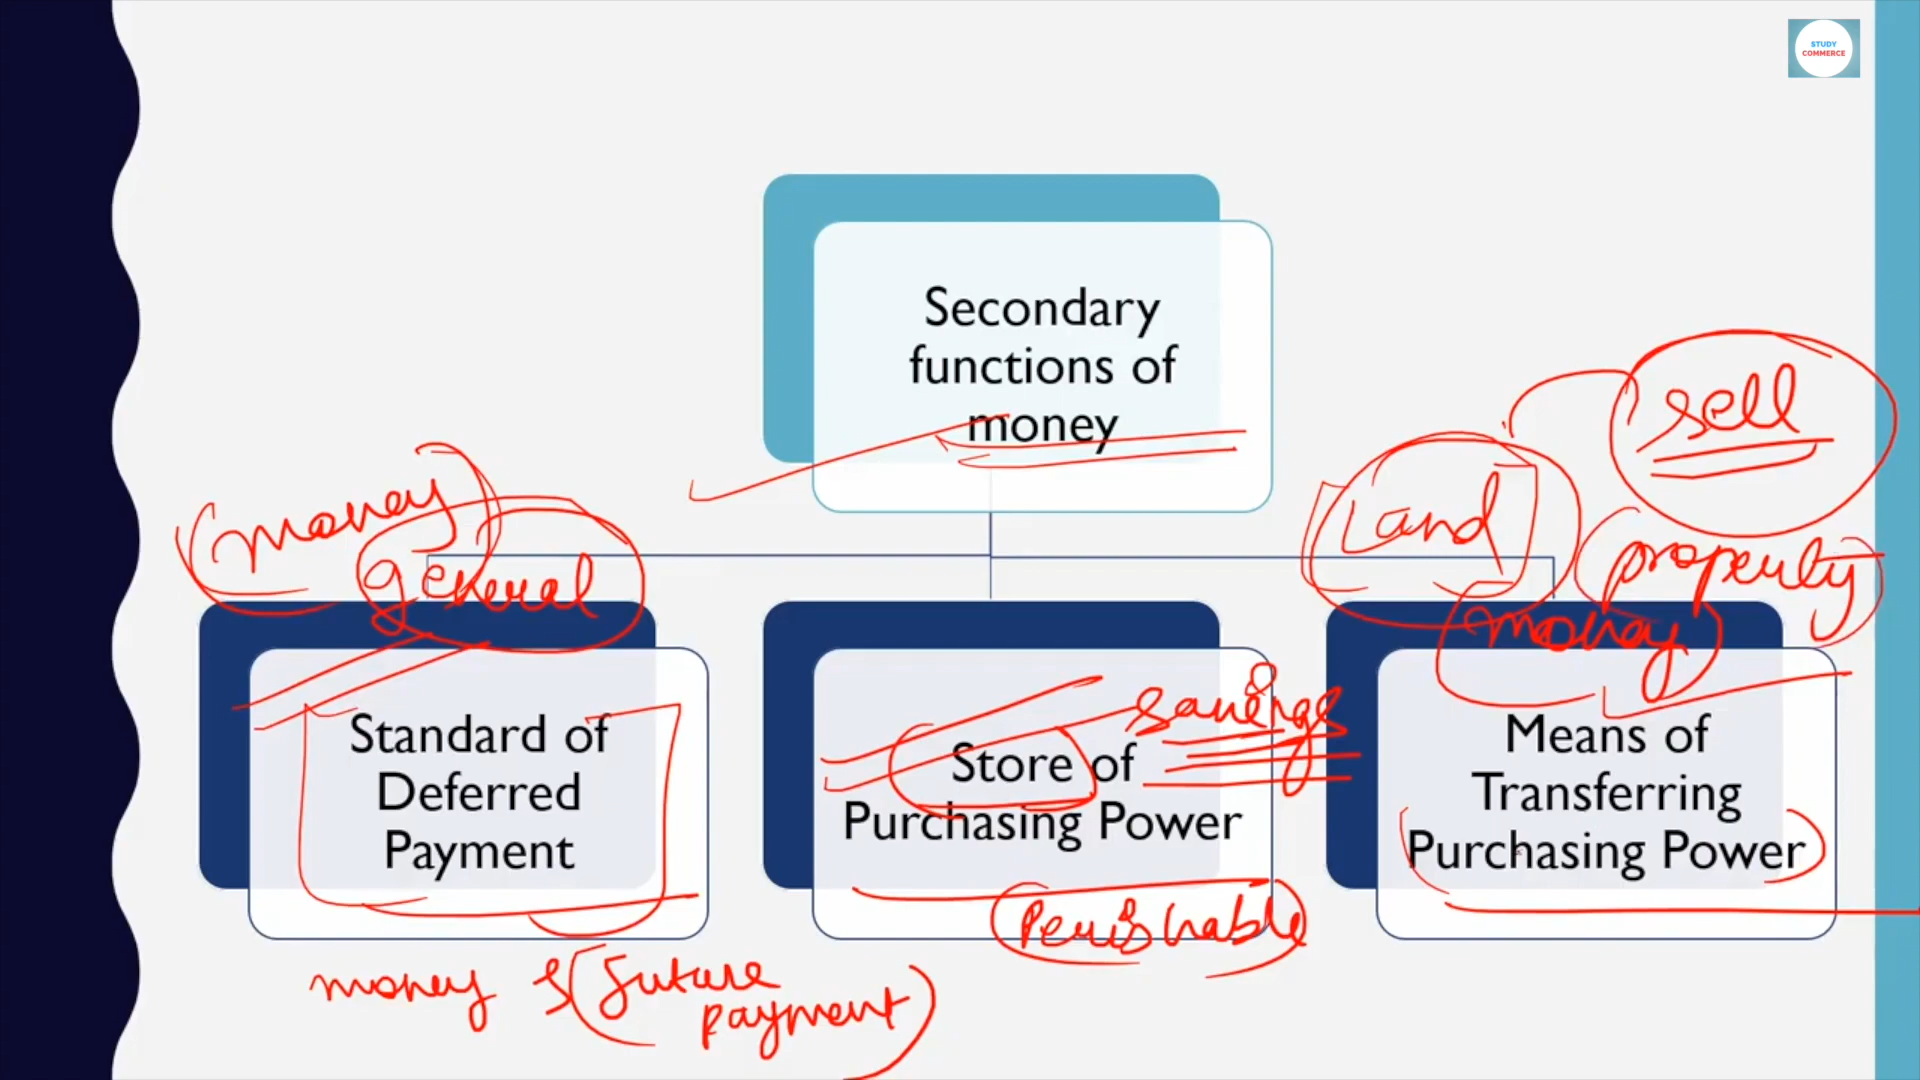 STUDY
COMMERCE
Secondary
functions of
money
sell
Land
property
money
money
general
Standard of
Deferred
Payment
savings
Store of
Purchasing Power
Perishable
Means of
Transferring
Purchasing Power
money & future
payment